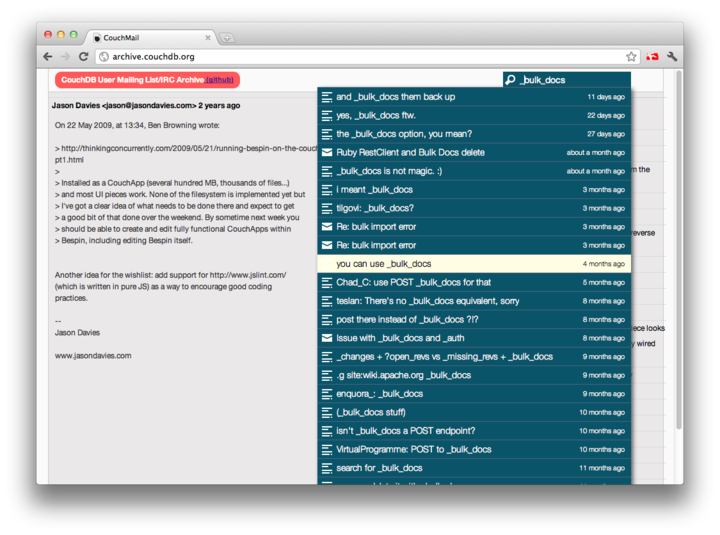 CouchMail
archive.couchdb.org
CouchDB User Mailing List/IRC Archive (github)
_bulk_docs
Jason Davies <jason@jasondavies.com> 2 years ago
On 22 May 2009, at 13:34, Ben Browning wrote:
> http://thinkingconcurrently.com/2009/05/21/running-bespin-on-the-couch
pt1.html
>
> Installed as a CouchApp (several hundred MB, thousands of files...)
> and most UI pieces work. None of the filesystem is implemented yet but
> I've got a clear idea of what needs to be done there and expect to get
> a good bit of that done over the weekend. By sometime next week you
> should be able to create and edit fully functional CouchApps within
> Bespin, including editing Bespin itself.
Another idea for the wishlist: add support for http://www.jslint.com/
(which is written in pure JS) as a way to encourage good coding
practices.
--
Jason Davies
www.jasondavies.com
and _bulk_docs them back up 11 days ago
yes, _bulk_docs ftw. 22 days ago
the _bulk_docs option, you mean? 27 days ago
Ruby RestClient and Bulk Docs delete about a month ago
_bulk_docs is not magic. :) about a month ago
i meant _bulk_docs 3 months ago
tilgovi: _bulk_docs? 3 months ago
Re: bulk import error 3 months ago
Re: bulk import error 3 months ago
you can use _bulk_docs 4 months ago
Chad_C: use POST _bulk_docs for that 5 months ago
teslan: There's no _bulk_docs equivalent, sorry 8 months ago
post there instead of _bulk_docs ?!? 8 months ago
Issue with _bulk_docs and _auth 8 months ago
_changes + ?open_revs vs _missing_revs + _bulk_docs 9 months ago
.g site:wiki.apache.org _bulk_docs 9 months ago
enquora_: _bulk_docs 9 months ago
(_bulk_docs stuff) 10 months ago
isn't _bulk_docs a POST endpoint? 10 months ago
VirtualProgramme: POST to _bulk_docs 10 months ago
search for _bulk_docs 11 months ago
m the
reverse
ece looks
y wired